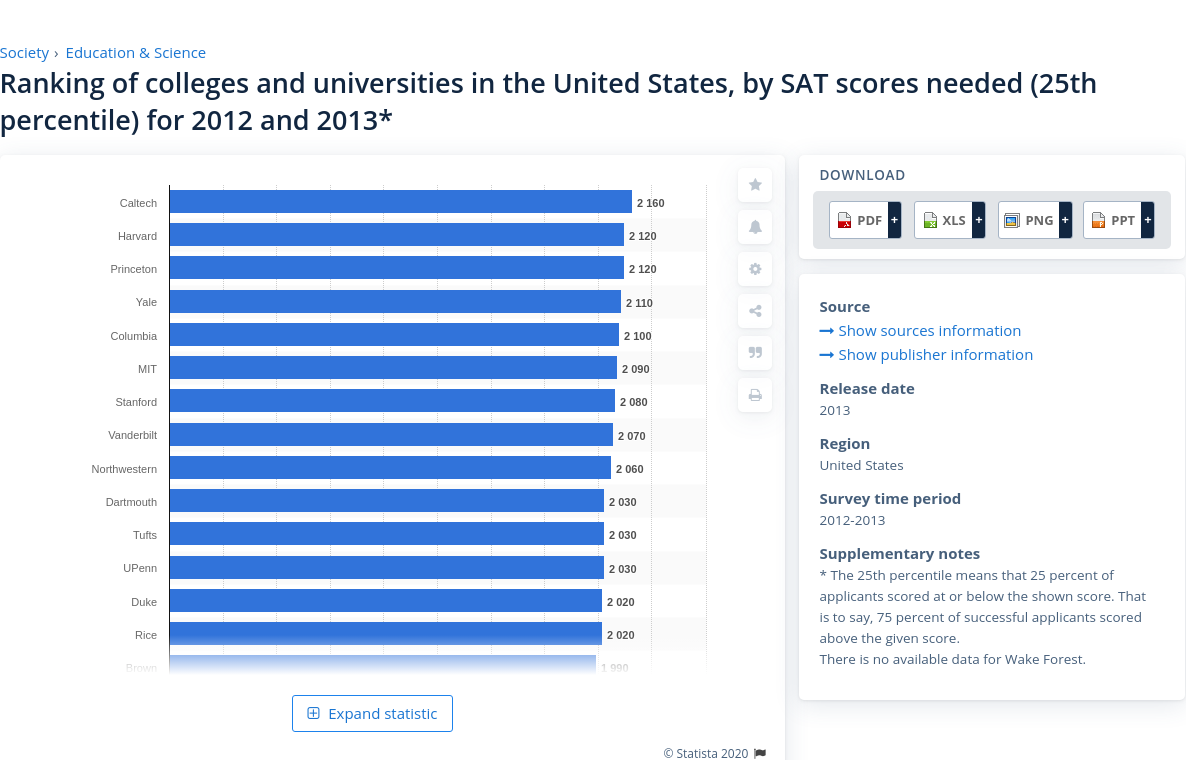 Society › Education & Science
Ranking of colleges and universities in the United States, by SAT scores needed (25th
percentile) for 2012 and 2013*
Caltech 2 160
Harvard 2 120
Princeton 2 120
Yale 2 110
Columbia 2 100
MIT 2 090
Stanford 2 080
Vanderbilt 2 070
Northwestern 2 060
Dartmouth 2 030
Tufts 2 030
UPenn 2 030
Duke 2 020
Rice 2 020
Brown 1 990
Expand statistic
© Statista 2020
DOWNLOAD
PDF + XLS + PNG + PPT +
Source
Show sources information
Show publisher information
Release date
2013
Region
United States
Survey time period
2012-2013
Supplementary notes
* The 25th percentile means that 25 percent of
applicants scored at or below the shown score. That
is to say, 75 percent of successful applicants scored
above the given score.
There is no available data for Wake Forest.